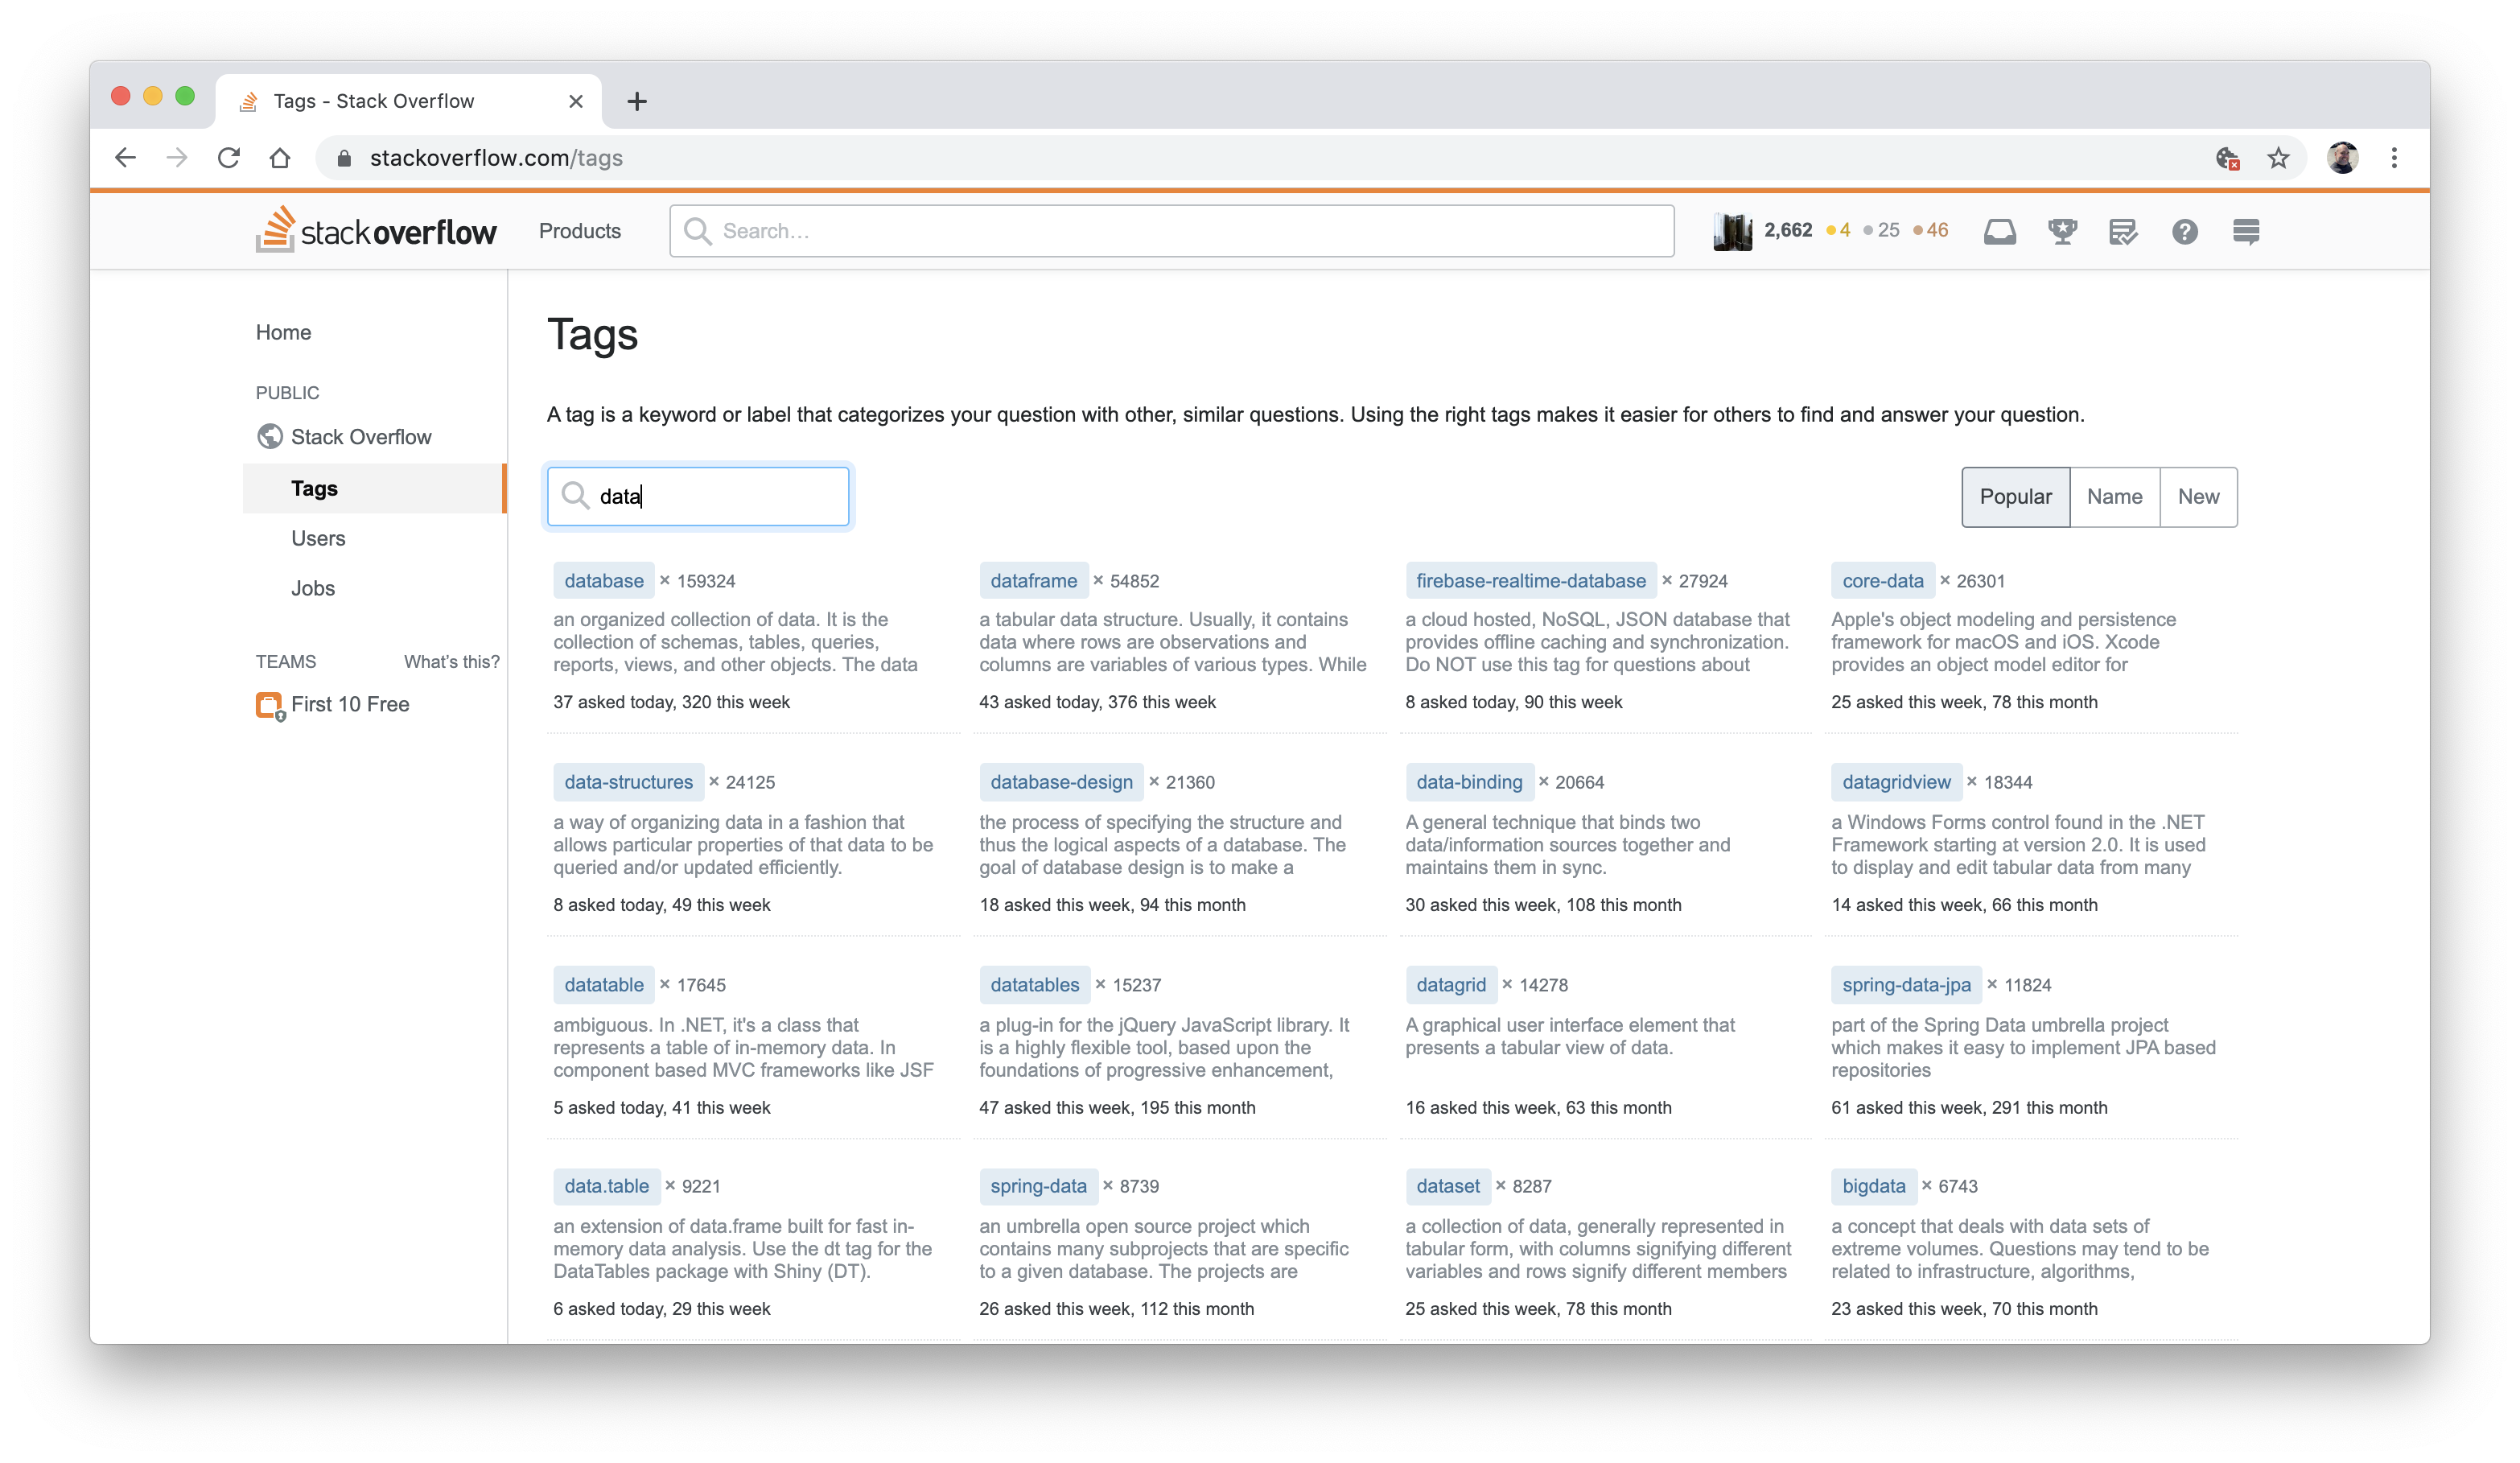 Tags - Stack Overflow
stackoverflow.com/tags
stackoverflow
Products
Search…
2,662 4 25 46
Home
PUBLIC
Stack Overflow
Tags
Users
Jobs
TEAMS What's this?
First 10 Free
Tags
A tag is a keyword or label that categorizes your question with other, similar questions. Using the right tags makes it easier for others to find and answer your question.
data
Popular Name New
database × 159324
an organized collection of data. It is the
collection of schemas, tables, queries,
reports, views, and other objects. The data
37 asked today, 320 this week
dataframe × 54852
a tabular data structure. Usually, it contains
data where rows are observations and
columns are variables of various types. While
43 asked today, 376 this week
firebase-realtime-database × 27924
a cloud hosted, NoSQL, JSON database that
provides offline caching and synchronization.
Do NOT use this tag for questions about
8 asked today, 90 this week
core-data × 26301
Apple's object modeling and persistence
framework for macOS and iOS. Xcode
provides an object model editor for
25 asked this week, 78 this month
data-structures × 24125
a way of organizing data in a fashion that
allows particular properties of that data to be
queried and/or updated efficiently.
8 asked today, 49 this week
database-design × 21360
the process of specifying the structure and
thus the logical aspects of a database. The
goal of database design is to make a
18 asked this week, 94 this month
data-binding × 20664
A general technique that binds two
data/information sources together and
maintains them in sync.
30 asked this week, 108 this month
datagridview × 18344
a Windows Forms control found in the .NET
Framework starting at version 2.0. It is used
to display and edit tabular data from many
14 asked this week, 66 this month
datatable × 17645
ambiguous. In .NET, it's a class that
represents a table of in-memory data. In
component based MVC frameworks like JSF
5 asked today, 41 this week
datatables × 15237
a plug-in for the jQuery JavaScript library. It
is a highly flexible tool, based upon the
foundations of progressive enhancement,
47 asked this week, 195 this month
datagrid × 14278
A graphical user interface element that
presents a tabular view of data.
16 asked this week, 63 this month
spring-data-jpa × 11824
part of the Spring Data umbrella project
which makes it easy to implement JPA based
repositories
61 asked this week, 291 this month
data.table × 9221
an extension of data.frame built for fast in-
memory data analysis. Use the dt tag for the
DataTables package with Shiny (DT).
6 asked today, 29 this week
spring-data × 8739
an umbrella open source project which
contains many subprojects that are specific
to a given database. The projects are
26 asked this week, 112 this month
dataset × 8287
a collection of data, generally represented in
tabular form, with columns signifying different
variables and rows signify different members
25 asked this week, 78 this month
bigdata × 6743
a concept that deals with data sets of
extreme volumes. Questions may tend to be
related to infrastructure, algorithms,
23 asked this week, 70 this month